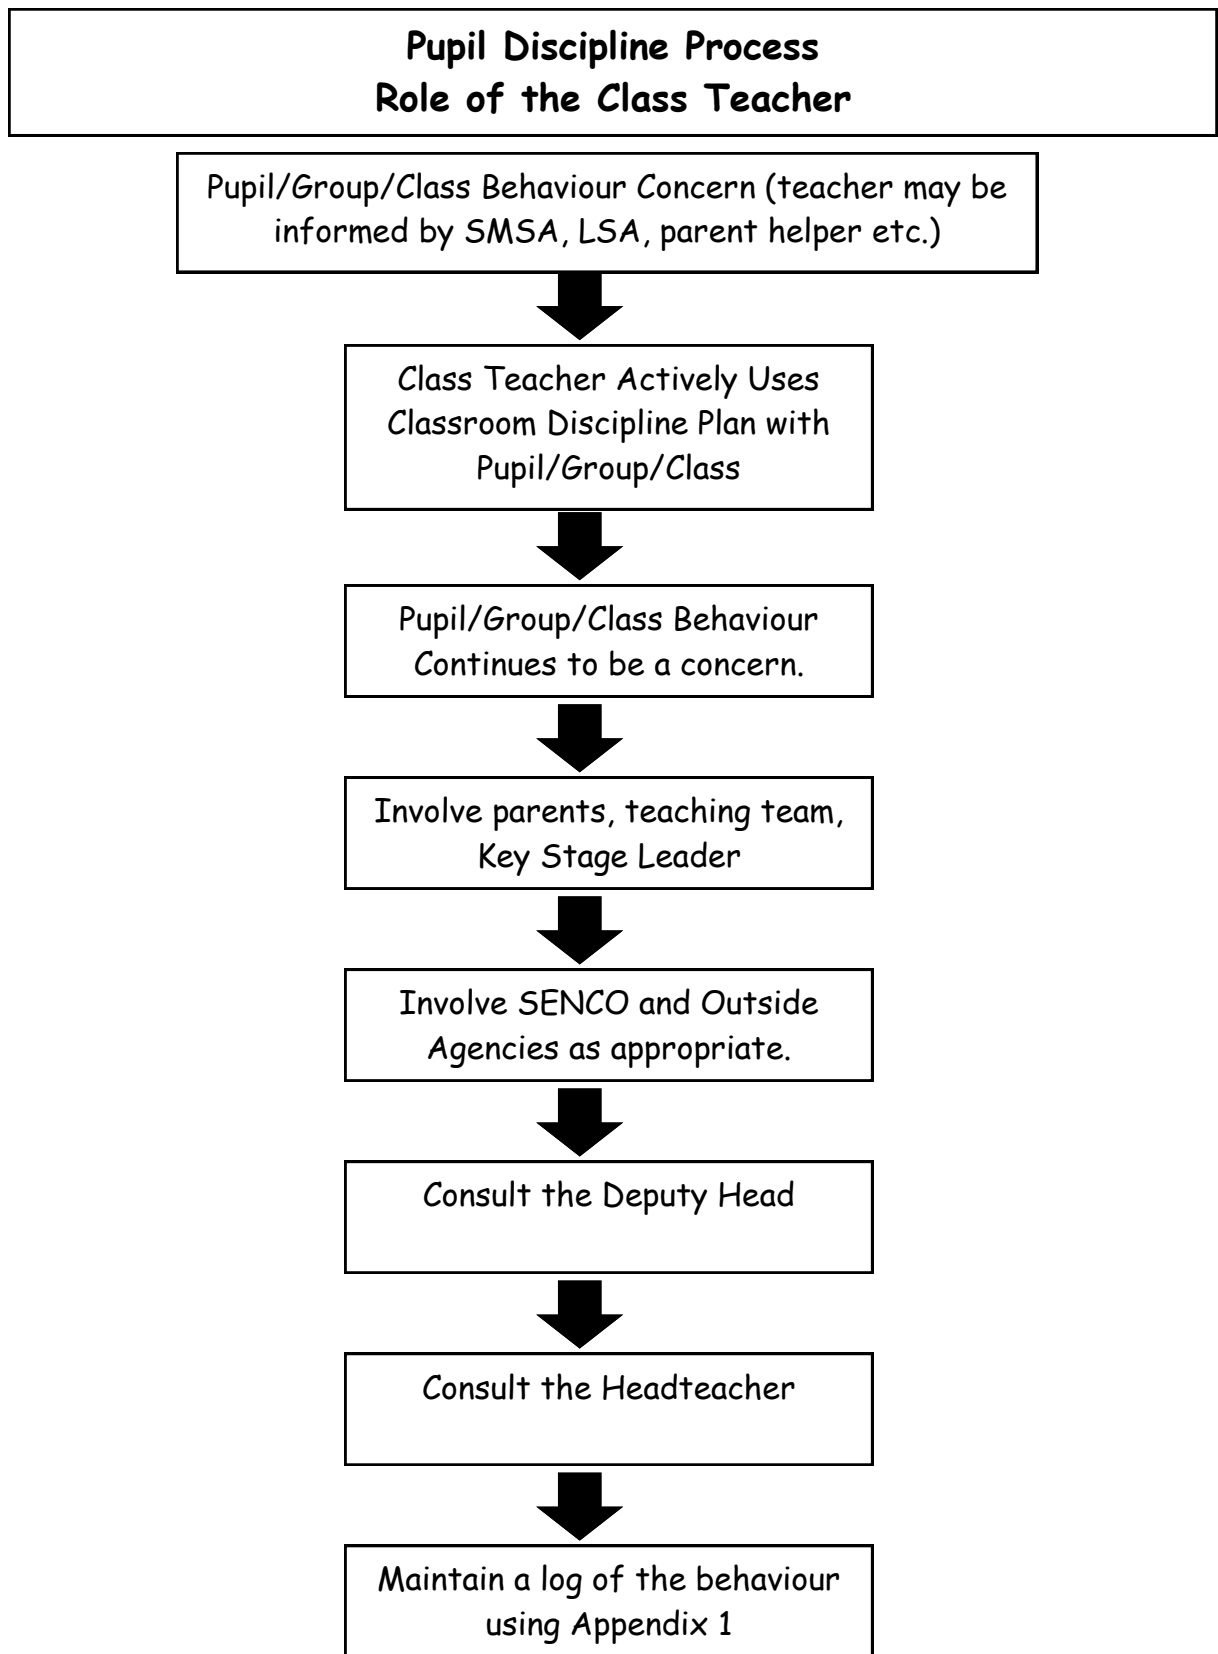 Pupil Discipline Process
Role of the Class Teacher
Pupil/Group/Class Behaviour Concern (teacher may be
informed by SMSA, LSA, parent helper etc.)
Class Teacher Actively Uses
Classroom Discipline Plan with
Pupil/Group/Class
Pupil/Group/Class Behaviour
Continues to be a concern.
Involve parents, teaching team,
Key Stage Leader
Involve SENCO and Outside
Agencies as appropriate.
Consult the Deputy Head
Consult the Headteacher
Maintain a log of the behaviour
using Appendix 1